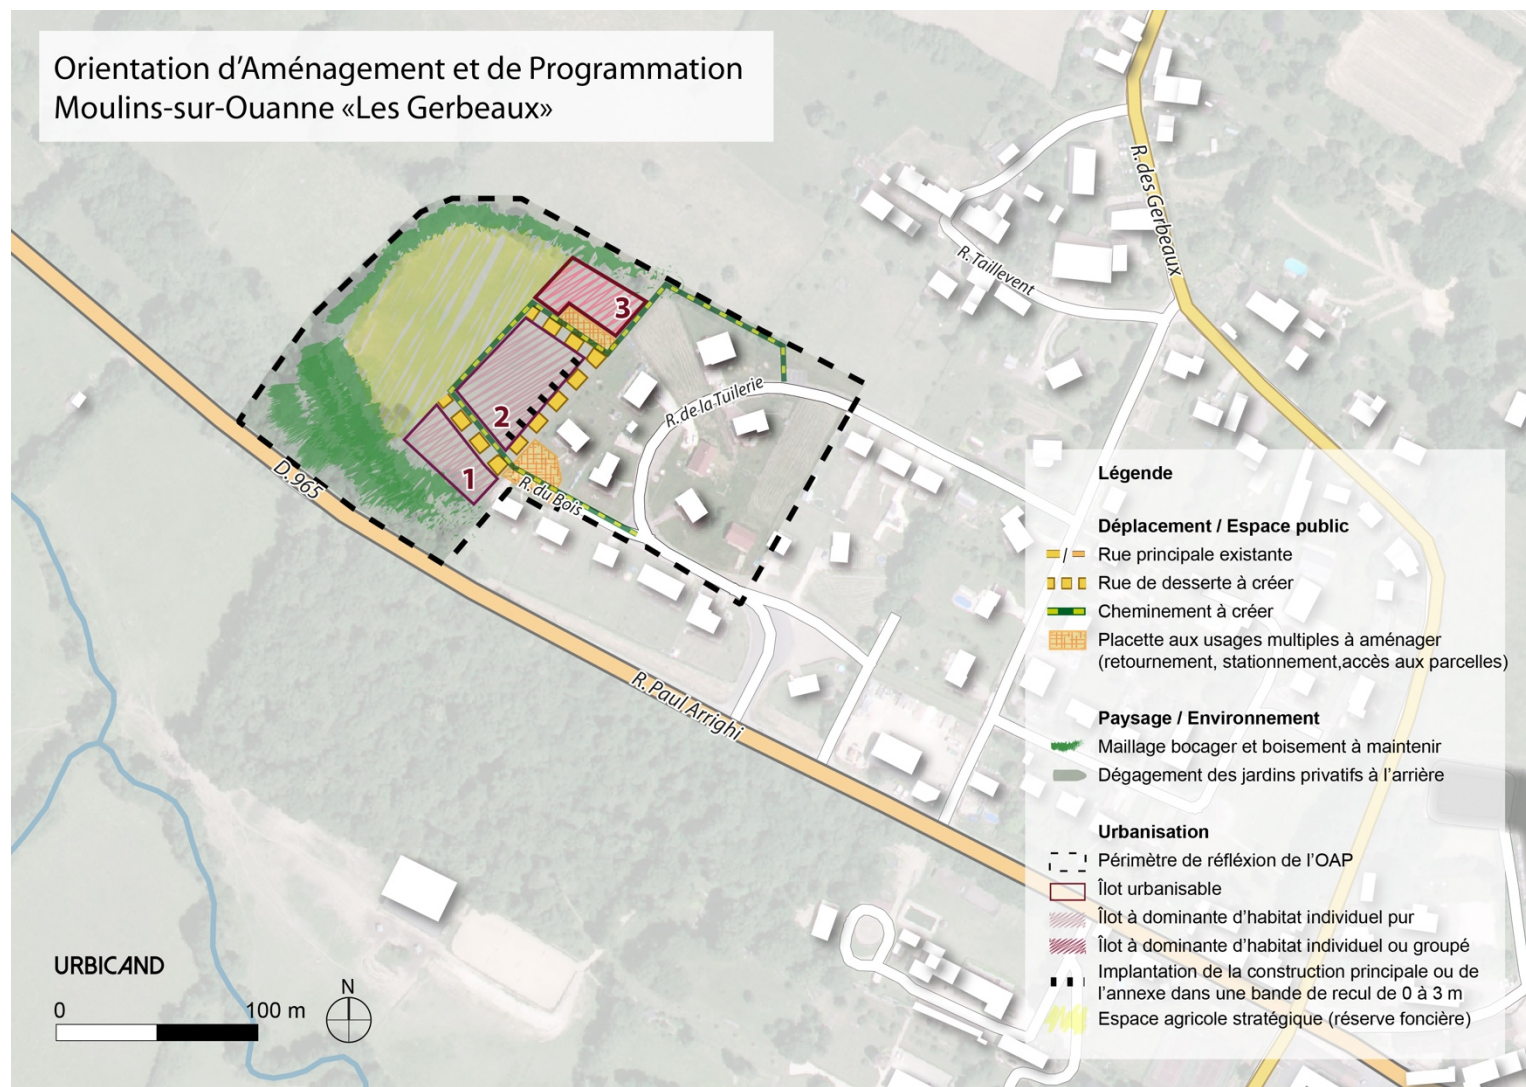 Orientation d'Aménagement et de Programmation
Moulins-sur-Ouanne «Les Gerbeaux»
R. des Gerbeaux
R. Taillevent
3
R. de la Tuilerie
2
1
R. du Bois
D. 965
R. Paul Arrighi
Légende
Déplacement / Espace public
/ Rue principale existante
Rue de desserte à créer
Cheminement à créer
Placette aux usages multiples à aménager
(retournement, stationnement,accès aux parcelles)
Paysage / Environnement
Maillage bocager et boisement à maintenir
Dégagement des jardins privatifs à l'arrière
Urbanisation
Périmètre de réfléxion de l'OAP
Îlot urbanisable
Îlot à dominante d'habitat individuel pur
Îlot à dominante d'habitat individuel ou groupé
Implantation de la construction principale ou de
l'annexe dans une bande de recul de 0 à 3 m
Espace agricole stratégique (réserve foncière)
URBICAND
0 100 m
N